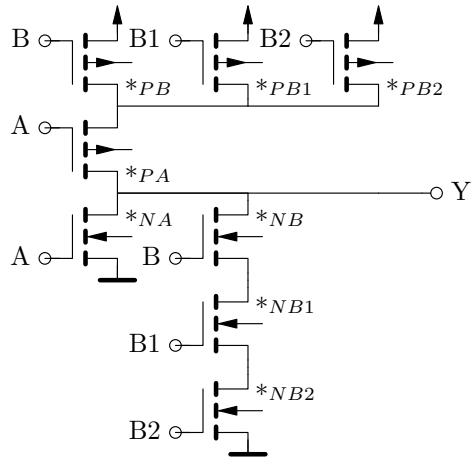 B B1 B2
*PB *PB1 *PB2
A
*PA
Y
*NA *NB
A B
*NB1
B1
*NB2
B2